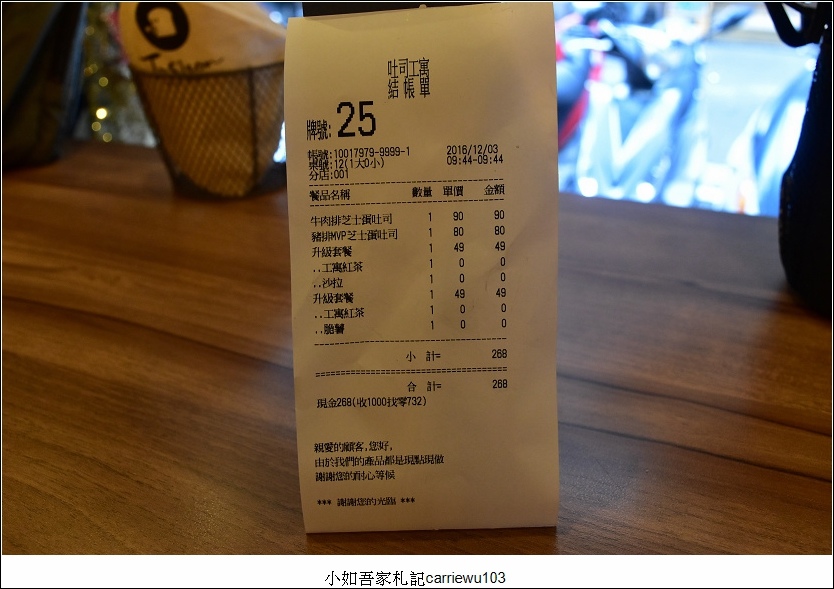 吐司工寓
結帳單
牌號:25
帳號:10017979-9999-1 2016/12/03
桌號:12(1大0小) 09:44-09:44
分店:001
餐品名稱 數量 單價 金額
牛肉排芝士蛋吐司 1 90 90
豬排MVP芝士蛋吐司 1 80 80
升級套餐 1 49 49
..工寓紅茶 1 0 0
..沙拉 1 0 0
升級套餐 1 49 49
..工寓紅茶 1 0 0
..脆薯 1 0 0
小 計= 268
合 計= 268
現金268(收1000找零732)
親愛的顧客,您好,
由於我們的產品都是現點現做
謝謝您的耐心等候
*** 謝謝您的光臨 ***
小如吾家札記carriewu103